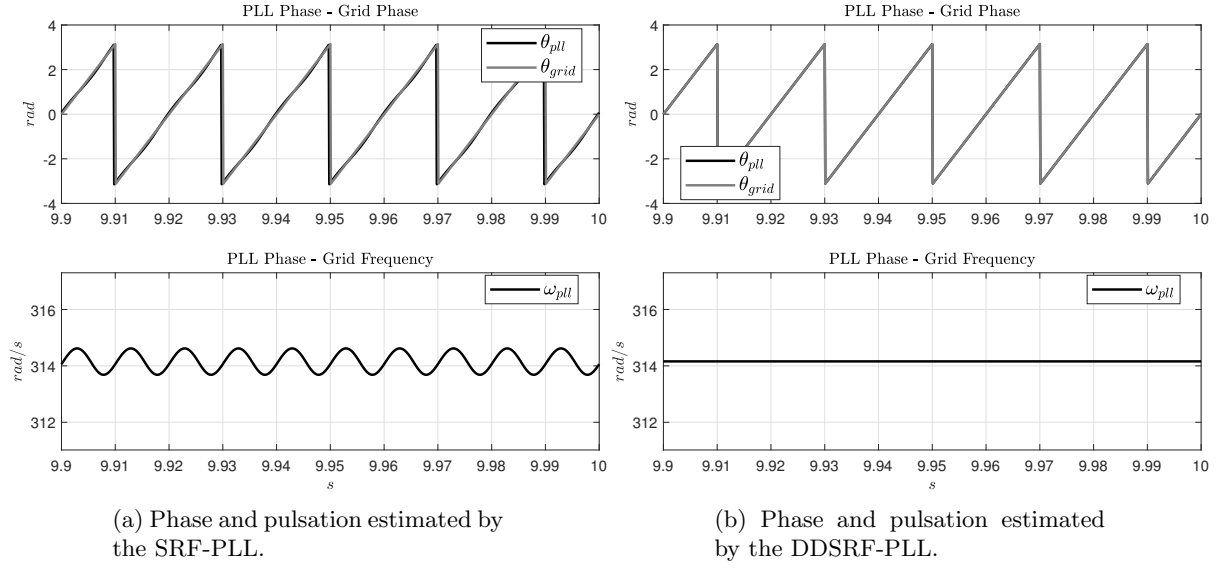 PLL Phase - Grid Phase
4
2
0
-2
-4
rad
θpll
θgrid
9.9 9.91 9.92 9.93 9.94 9.95 9.96 9.97 9.98 9.99 10
PLL Phase - Grid Frequency
316
314
312
rad/s
ωpll
9.9 9.91 9.92 9.93 9.94 9.95 9.96 9.97 9.98 9.99 10
s
(a) Phase and pulsation estimated by
the SRF-PLL.
PLL Phase - Grid Phase
4
2
0
-2
-4
rad
θpll
θgrid
9.9 9.91 9.92 9.93 9.94 9.95 9.96 9.97 9.98 9.99 10
PLL Phase - Grid Frequency
316
314
312
rad/s
ωpll
9.9 9.91 9.92 9.93 9.94 9.95 9.96 9.97 9.98 9.99 10
s
(b) Phase and pulsation estimated
by the DDSRF-PLL.